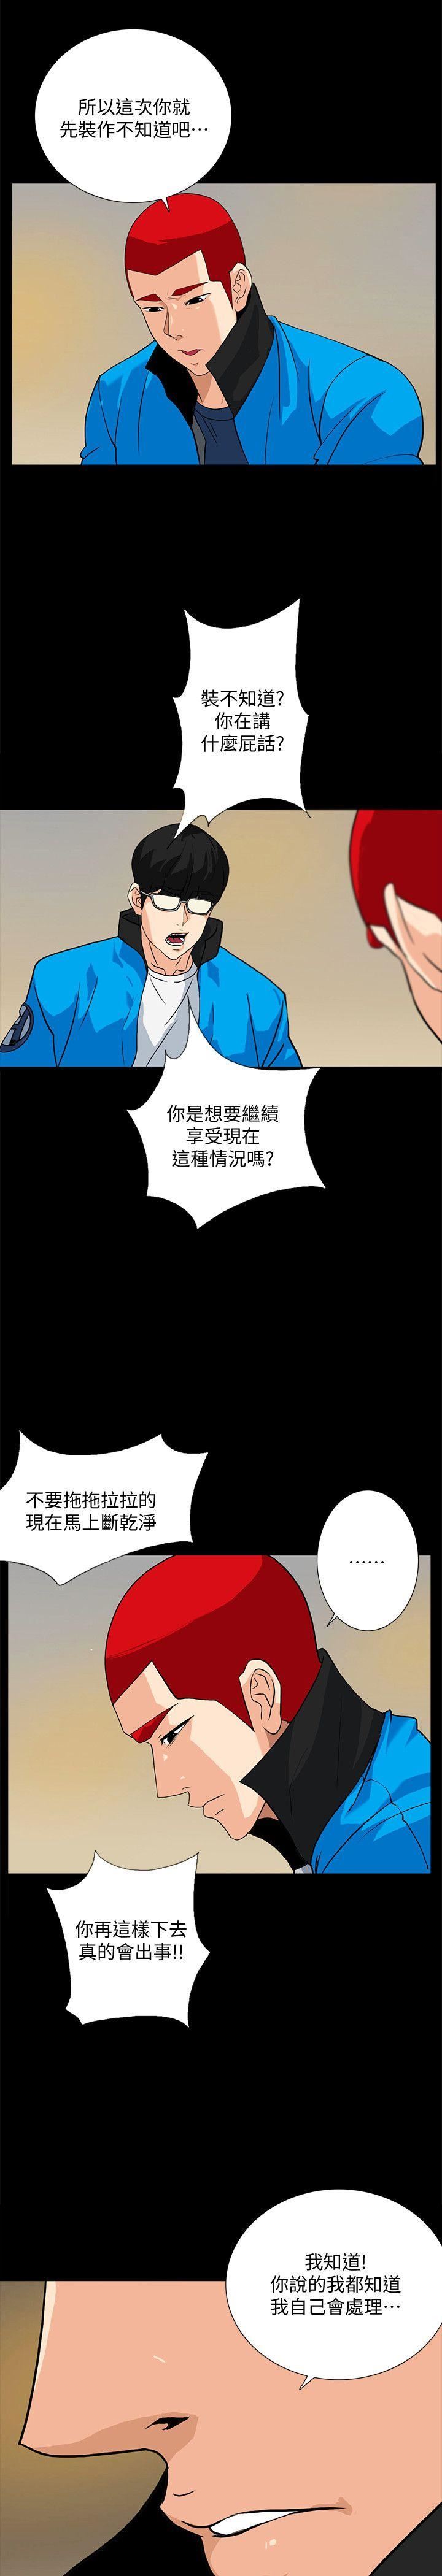 所以這次你就
先裝作不知道吧⋯
裝不知道?
你在講
什麼屁話?
你是想要繼續
享受現在
這種情況嗎?
不要拖拖拉拉的
現在馬上斷乾淨
⋯⋯
你再這樣下去
真的會出事!!
我知道!
你說的我都知道
我自己會處理⋯